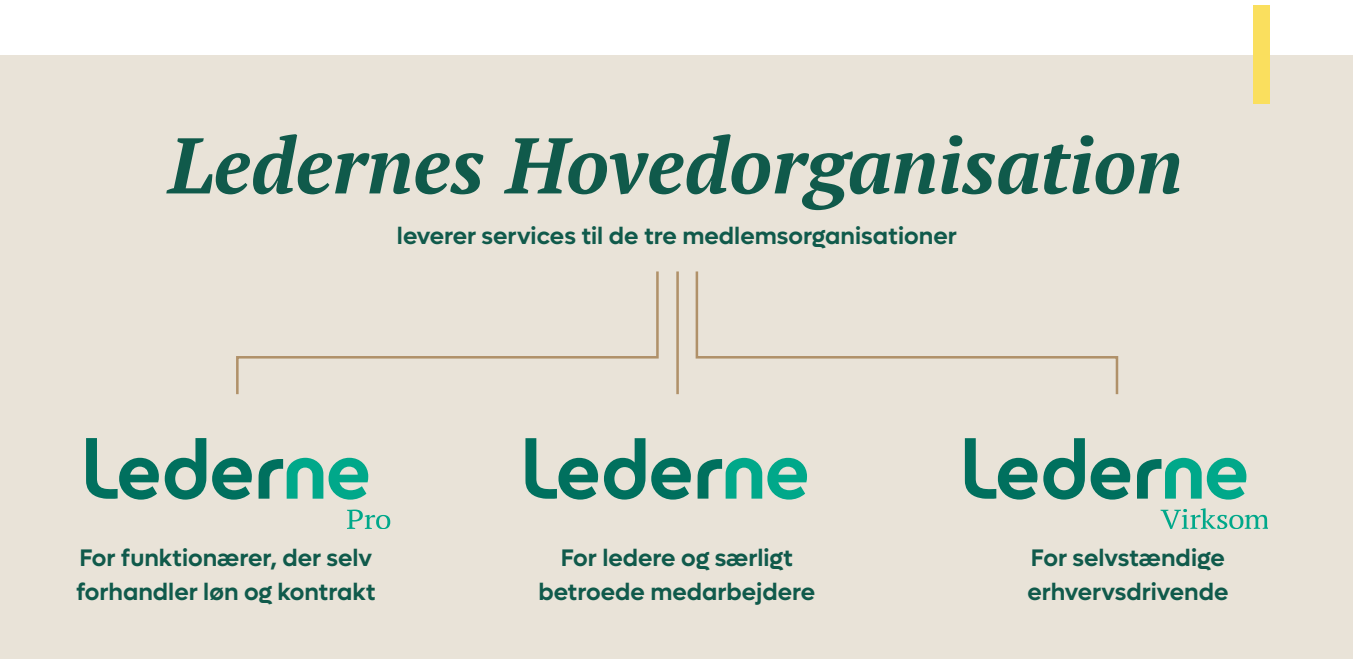 Ledernes Hovedorganisation
leverer services til de tre medlemsorganisationer
Lederne
Pro
For funktionærer, der selv
forhandler løn og kontrakt
Lederne
For ledere og særligt
betroede medarbejdere
Lederne
Virksom
For selvstændige
erhvervsdrivende